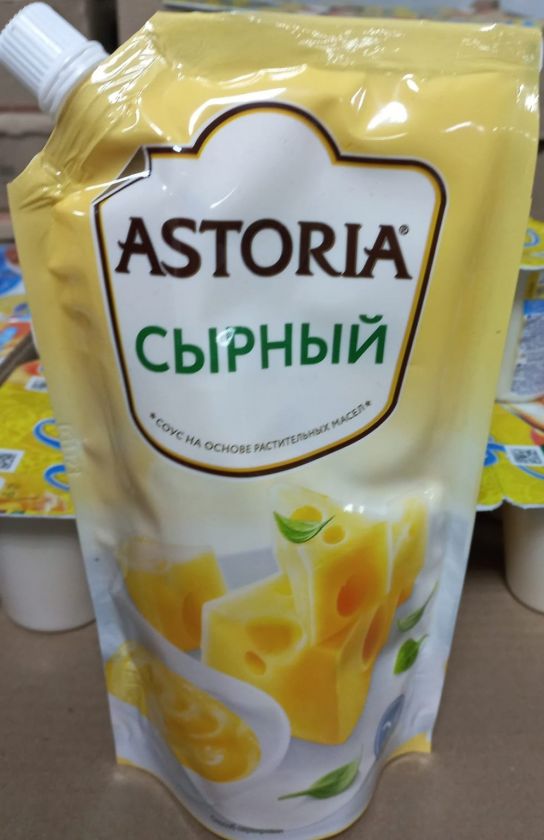 ASTORIA®
СЫРНЫЙ
*СОУС НА ОСНОВЕ РАСТИТЕЛЬНЫХ МАСЕЛ*